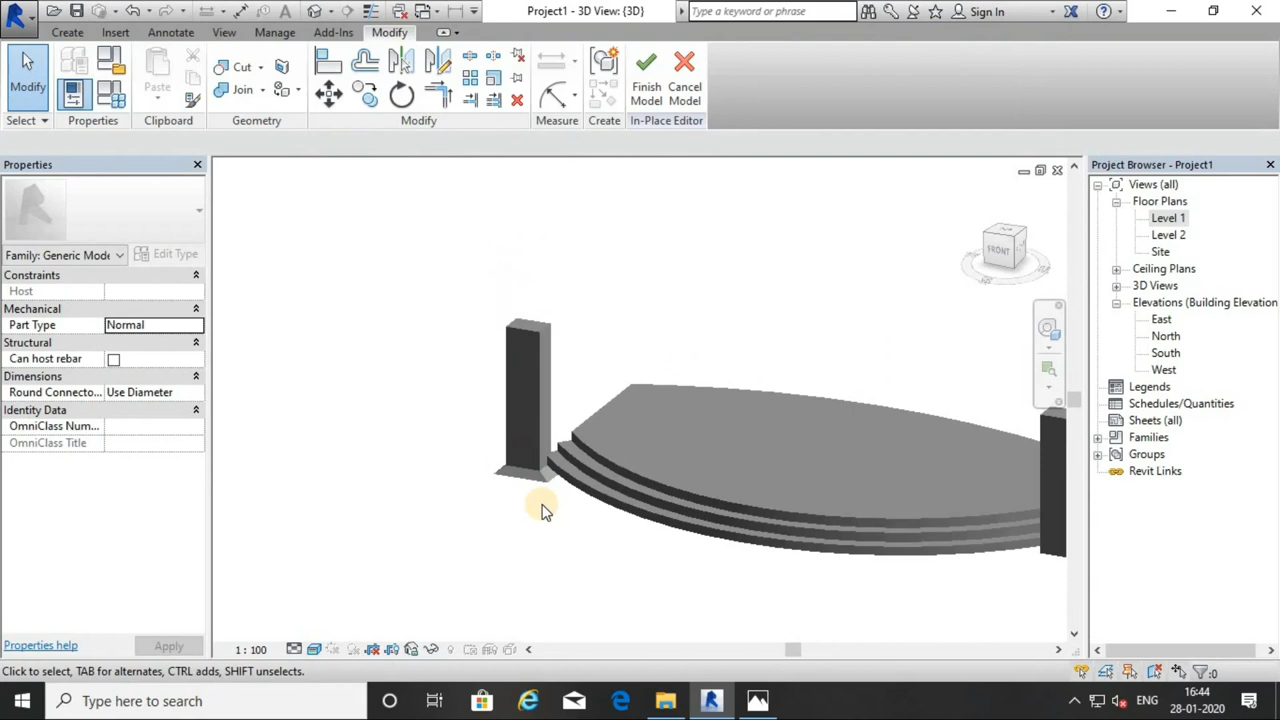 Project1 - 3D View: {3D}
Type a keyword or phrase
Sign In
Create Insert Annotate View Manage Add-Ins Modify
Modify
Paste
Cut
Join
Finish Model
Cancel Model
Select Properties Clipboard Geometry Modify Measure Create In-Place Editor
Properties
Family: Generic Mode
Edit Type
Constraints
Host
Mechanical
Part Type Normal
Structural
Can host rebar
Dimensions
Round Connecto... Use Diameter
Identity Data
OmniClass Num...
OmniClass Title
Properties help
Apply
FRONT
Project Browser - Project1
Views (all)
Floor Plans
Level 1
Level 2
Site
Ceiling Plans
3D Views
Elevations (Building Elevation
East
North
South
West
Legends
Schedules/Quantities
Sheets (all)
Families
Groups
Revit Links
1 : 100
Click to select, TAB for alternates, CTRL adds, SHIFT unselects.
:0
Type here to search
ENG
16:44
28-01-2020